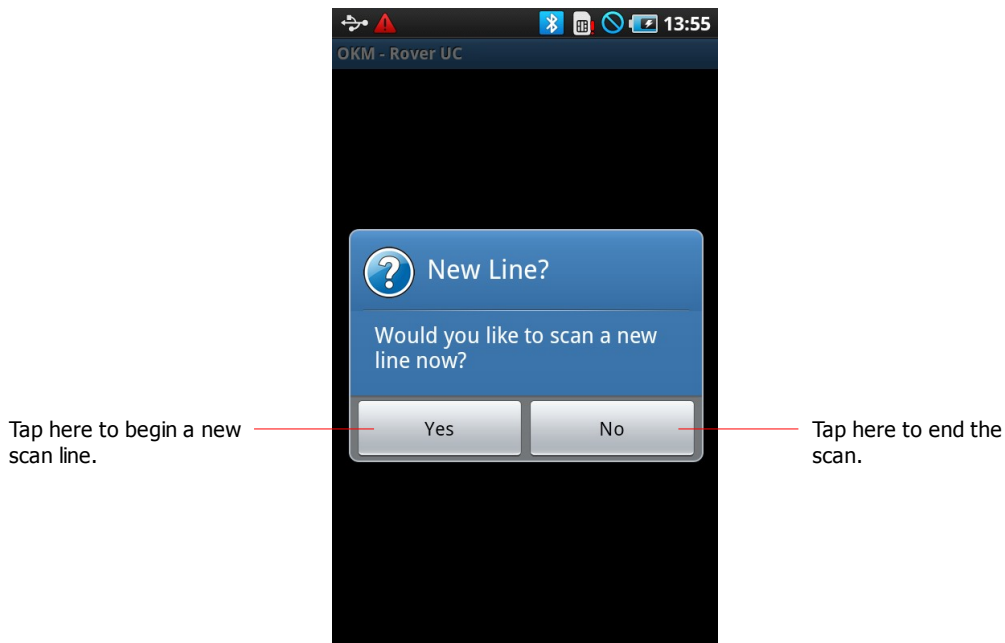 13:55
OKM - Rover UC
New Line?
Would you like to scan a new
line now?
Yes
No
Tap here to begin a new
scan line.
Tap here to end the
scan.